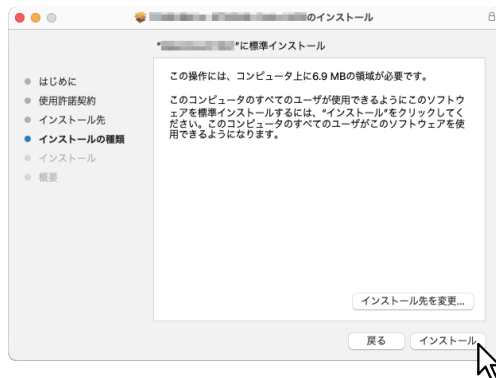 のインストール
“ ”に標準インストール
はじめに
使用許諾契約
インストール先
インストールの種類
インストール
概要
この操作には、コンピュータ上に6.9 MBの領域が必要です。
このコンピュータのすべてのユーザが使用できるようにこのソフトウ
ェアを標準インストールするには、“インストール”をクリックしてく
ださい。このコンピュータのすべてのユーザがこのソフトウェアを使
用できるようになります。
インストール先を変更...
戻る
インストール